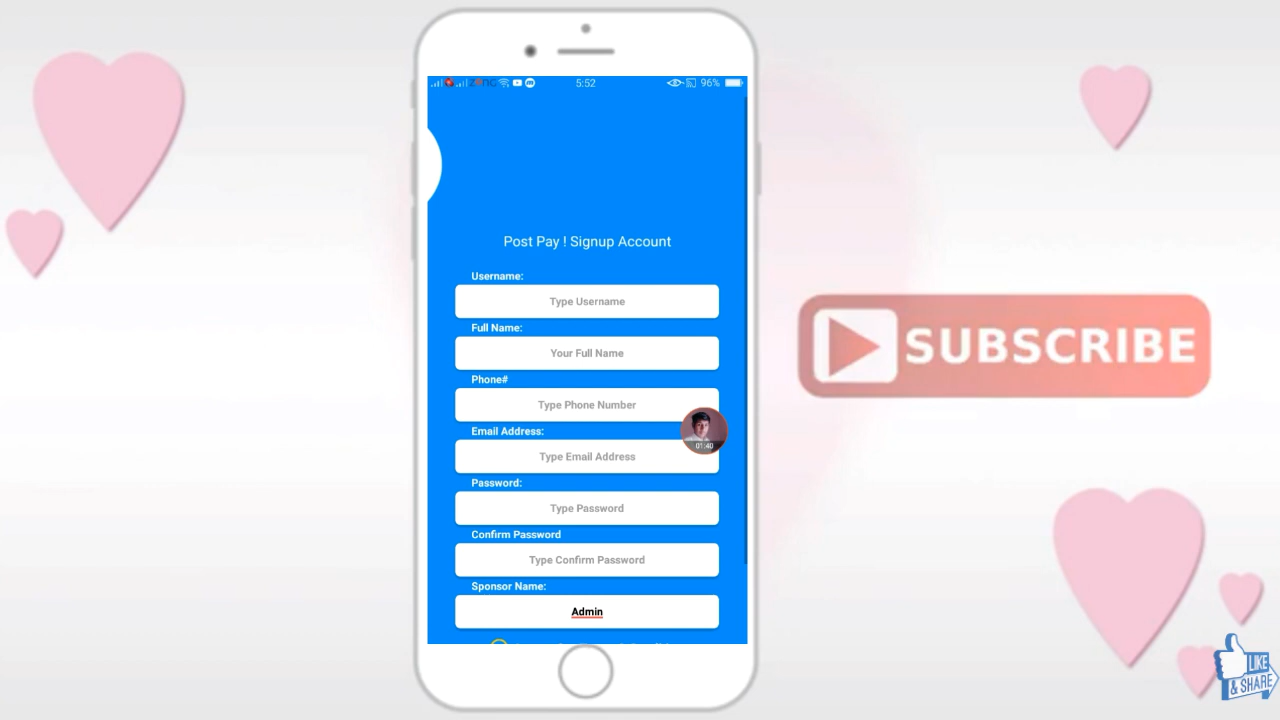 5:52
96%
Post Pay ! Signup Account
Username:
Type Username
Full Name:
Your Full Name
Phone#
Type Phone Number
Email Address:
01:40
Type Email Address
Password:
Type Password
Confirm Password
Type Confirm Password
Sponsor Name:
Admin
SUBSCRIBE
LIKE
& SHARE